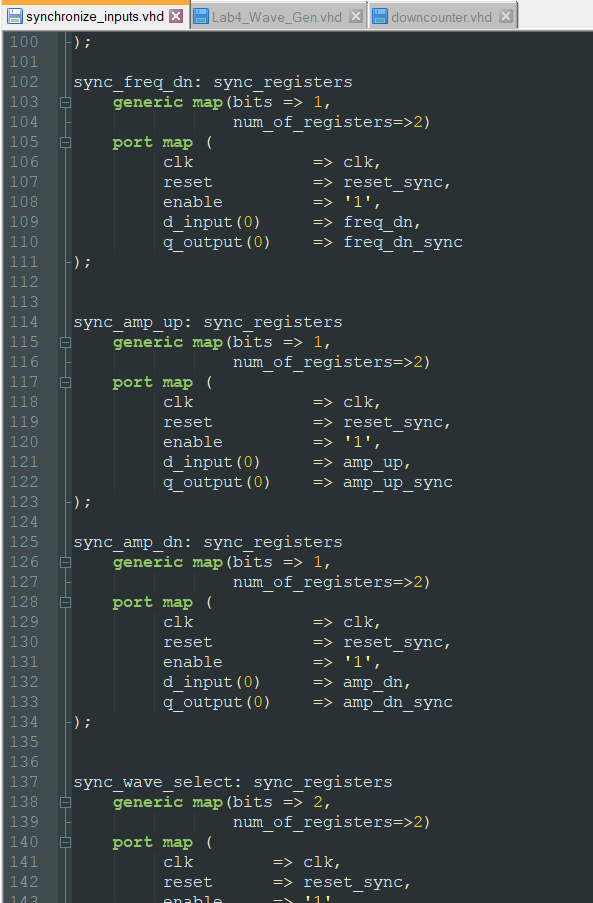 synchronize_inputs.vhd Lab4_Wave_Gen.vhd downcounter.vhd
100 );
101
102 sync_freq_dn: sync_registers
103 generic map(bits => 1,
104 num_of_registers=>2)
105 port map (
106 clk => clk,
107 reset => reset_sync,
108 enable => '1',
109 d_input(0) => freq_dn,
110 q_output(0) => freq_dn_sync
111 );
112
113
114 sync_amp_up: sync_registers
115 generic map(bits => 1,
116 num_of_registers=>2)
117 port map (
118 clk => clk,
119 reset => reset_sync,
120 enable => '1',
121 d_input(0) => amp_up,
122 q_output(0) => amp_up_sync
123 );
124
125 sync_amp_dn: sync_registers
126 generic map(bits => 1,
127 num_of_registers=>2)
128 port map (
129 clk => clk,
130 reset => reset_sync,
131 enable => '1',
132 d_input(0) => amp_dn,
133 q_output(0) => amp_dn_sync
134 );
135
136
137 sync_wave_select: sync_registers
138 generic map(bits => 2,
139 num_of_registers=>2)
140 port map (
141 clk => clk,
142 reset => reset_sync,
143 enable => '1'